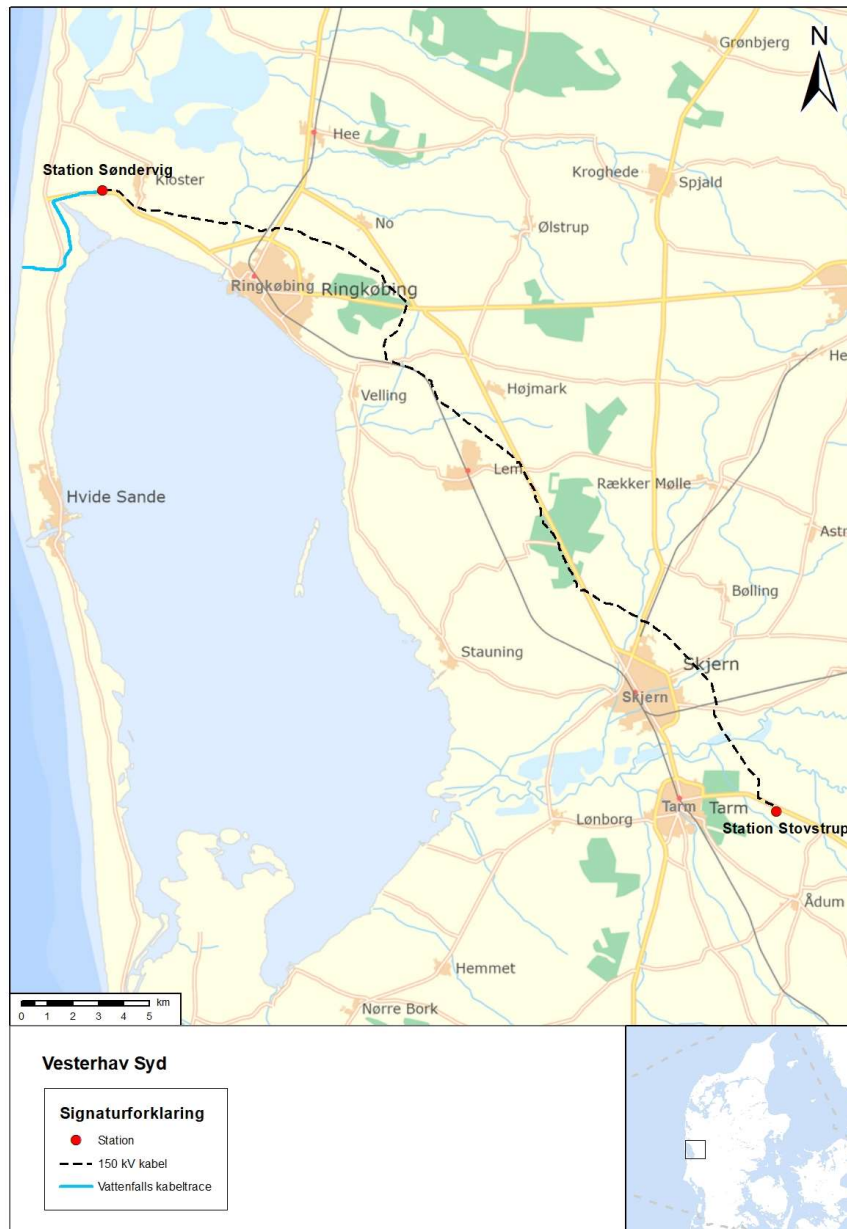 N
Grønbjerg
Hee
Station Søndervig
Kloster
Kroghede
Spjald
No
Ølstrup
Ringkøbing
Ringkøbing
He
Velling
Højmark
Lem
Rækker Mølle
Hvide Sande
Astr
Bølling
Stauning
Skjern
Skjern
Tarm
Tarm
Lønborg
Station Stovstrup
Ådum
Hemmet
Nørre Bork
km
0 1 2 3 4 5
Vesterhav Syd
Signaturforklaring
Station
150 kV kabel
Vattenfalls kabeltrace